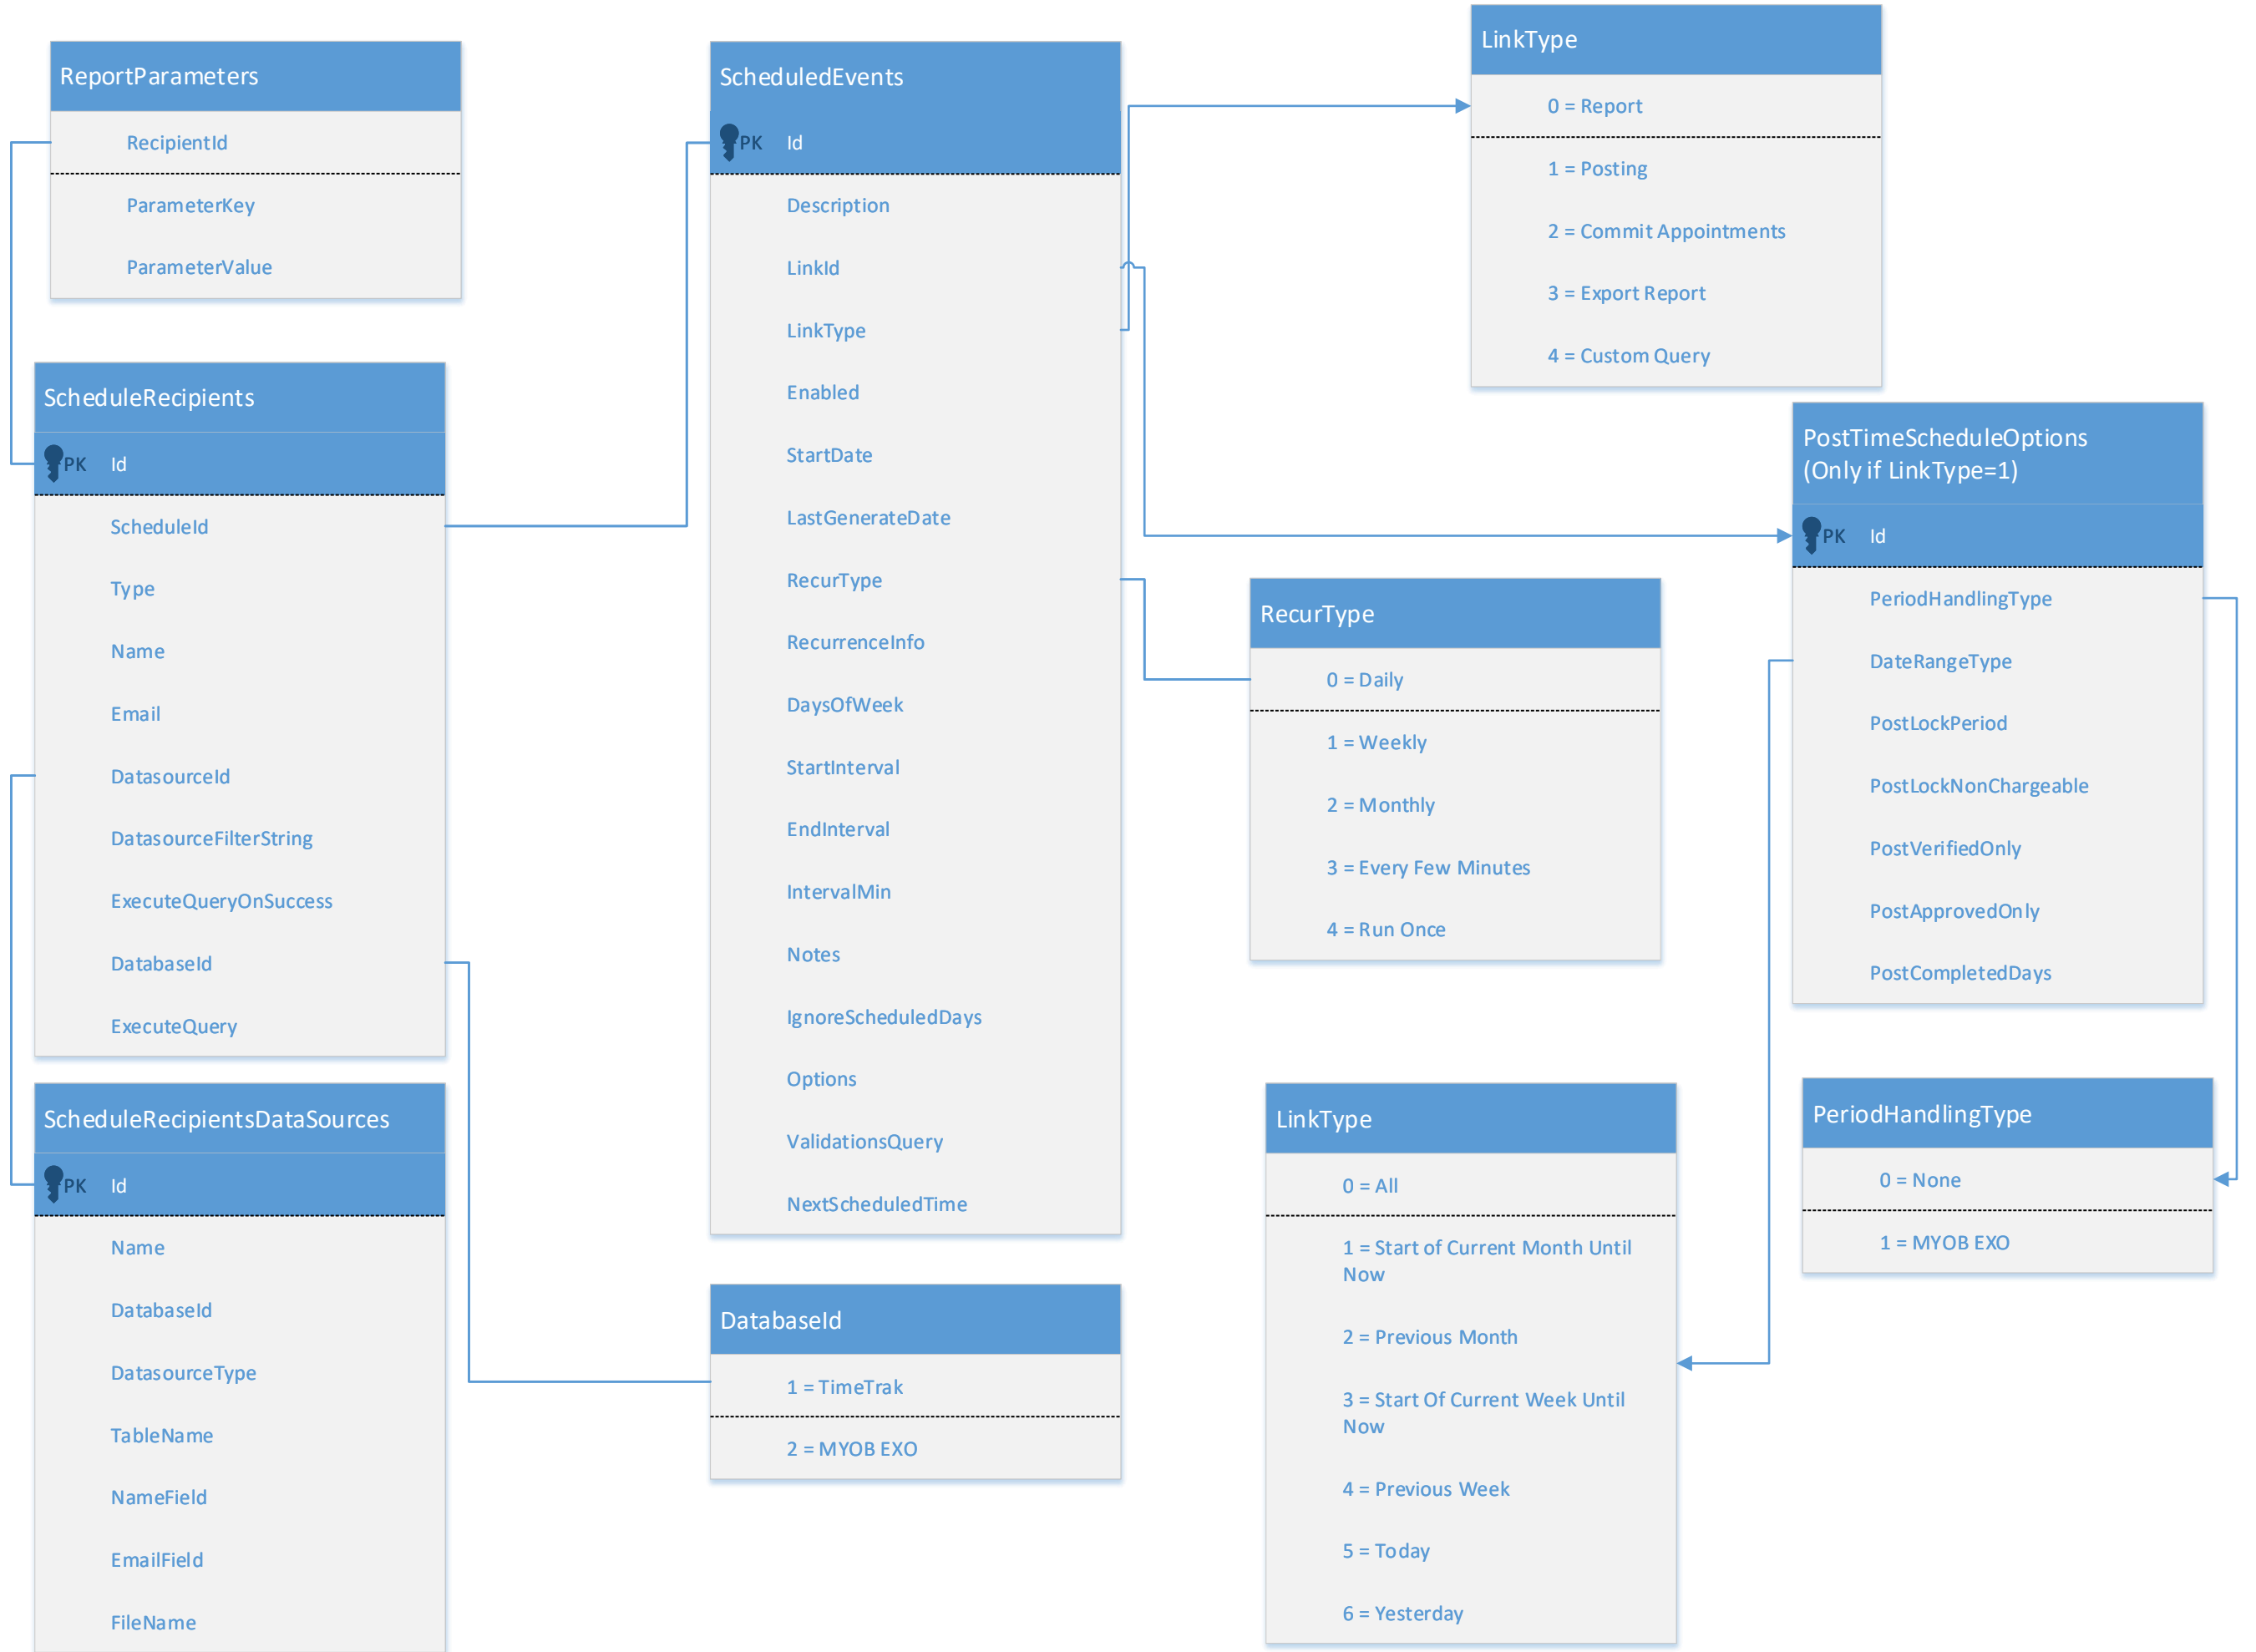 ReportParameters
RecipientId
ParameterKey
ParameterValue
ScheduleRecipients
PK Id
ScheduleId
Type
Name
Email
DatasourceId
DatasourceFilterString
ExecuteQueryOnSuccess
DatabaseId
ExecuteQuery
ScheduleRecipientsDataSources
PK Id
Name
DatabaseId
DatasourceType
TableName
NameField
EmailField
FileName
ScheduledEvents
PK Id
Description
LinkId
LinkType
Enabled
StartDate
LastGenerateDate
RecurType
RecurrenceInfo
DaysOfWeek
StartInterval
EndInterval
IntervalMin
Notes
IgnoreScheduledDays
Options
ValidationsQuery
NextScheduledTime
DatabaseId
1 = TimeTrak
2 = MYOB EXO
LinkType
0 = Report
1 = Posting
2 = Commit Appointments
3 = Export Report
4 = Custom Query
RecurType
0 = Daily
1 = Weekly
2 = Monthly
3 = Every Few Minutes
4 = Run Once
LinkType
0 = All
1 = Start of Current Month Until
Now
2 = Previous Month
3 = Start Of Current Week Until
Now
4 = Previous Week
5 = Today
6 = Yesterday
PostTimeScheduleOptions
(Only if LinkType=1)
PK Id
PeriodHandlingType
DateRangeType
PostLockPeriod
PostLockNonChargeable
PostVerifiedOnly
PostApprovedOnly
PostCompletedDays
PeriodHandlingType
0 = None
1 = MYOB EXO